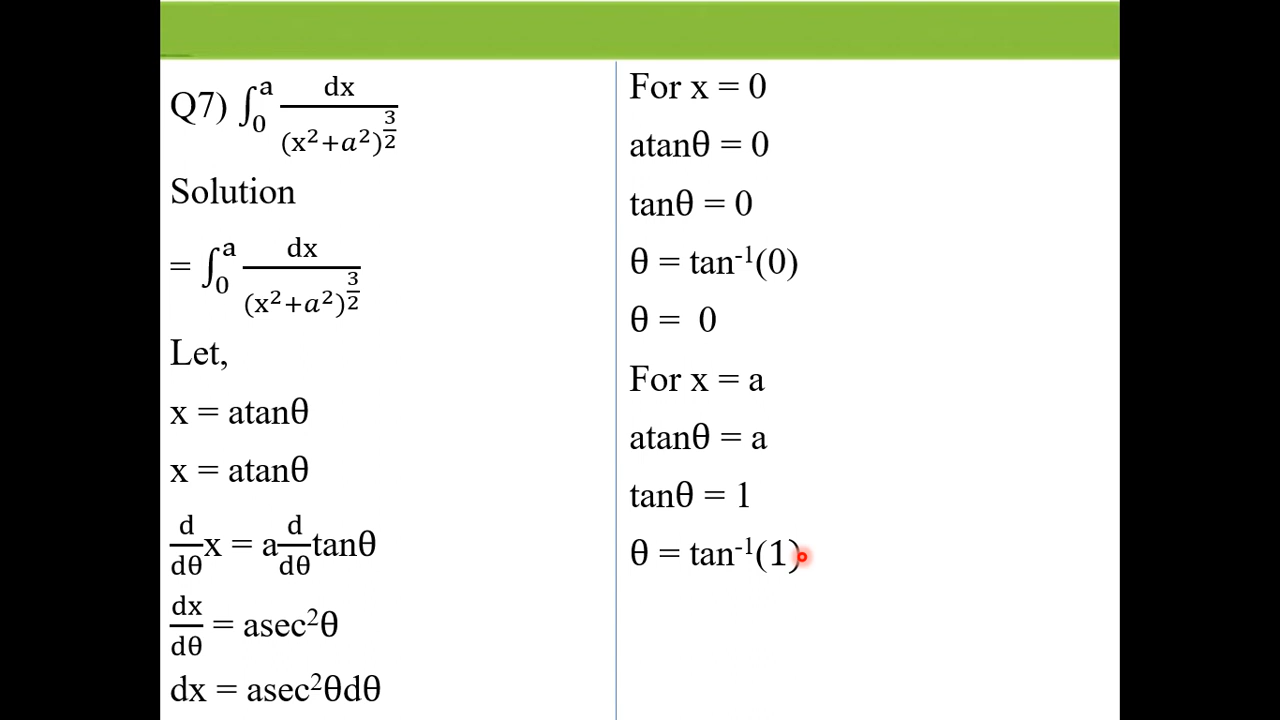 Q7) ∫₀ᵃ dx/(x²+a²)^(3/2)
Solution
= ∫₀ᵃ dx/(x²+a²)^(3/2)
Let,
x = atanθ
x = atanθ
d/dθ x = a d/dθ tanθ
dx/dθ = asec²θ
dx = asec²θdθ
For x = 0
atanθ = 0
tanθ = 0
θ = tan⁻¹(0)
θ = 0
For x = a
atanθ = a
tanθ = 1
θ = tan⁻¹(1)